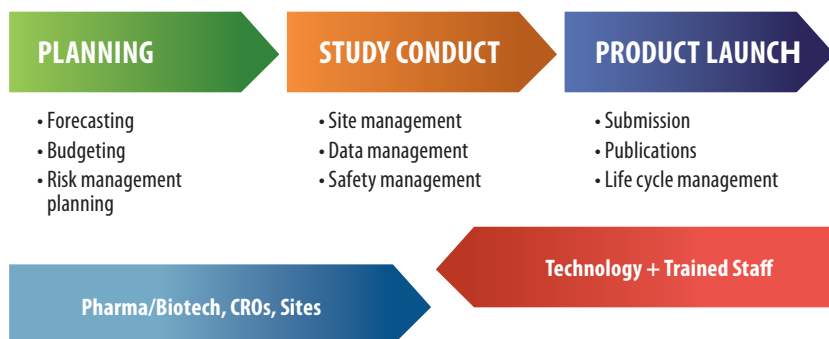 PLANNING
• Forecasting
• Budgeting
• Risk management
planning
STUDY CONDUCT
• Site management
• Data management
• Safety management
PRODUCT LAUNCH
• Submission
• Publications
• Life cycle management
Pharma/Biotech, CROs, Sites
Technology + Trained Staff